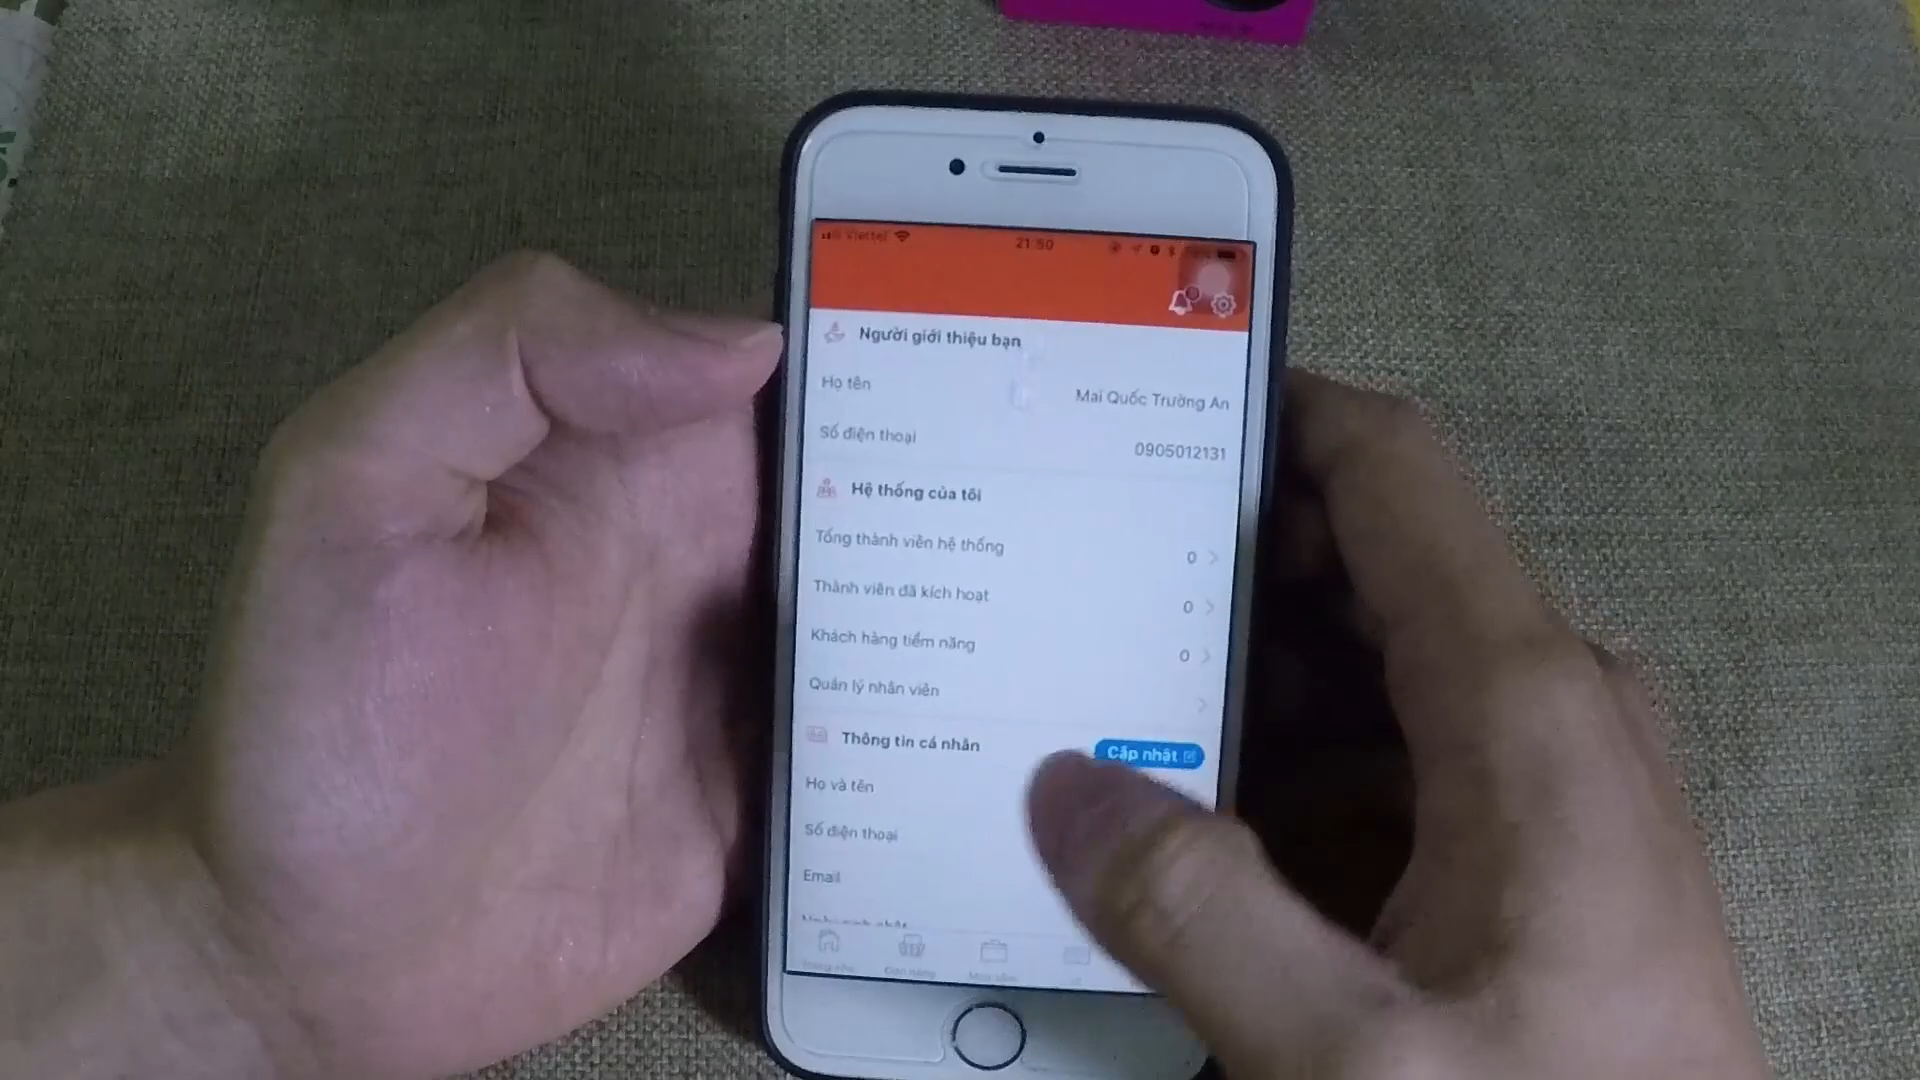 Viettel
21:50
Người giới thiệu bạn
Họ tên
Mai Quốc Trường An
Số điện thoại
0905012131
Hệ thống của tôi
Tổng thành viên hệ thống
0
Thành viên đã kích hoạt
0
Khách hàng tiềm năng
0
Quản lý nhân viên
Thông tin cá nhân
Cập nhật
Họ và tên
Số điện thoại
Email